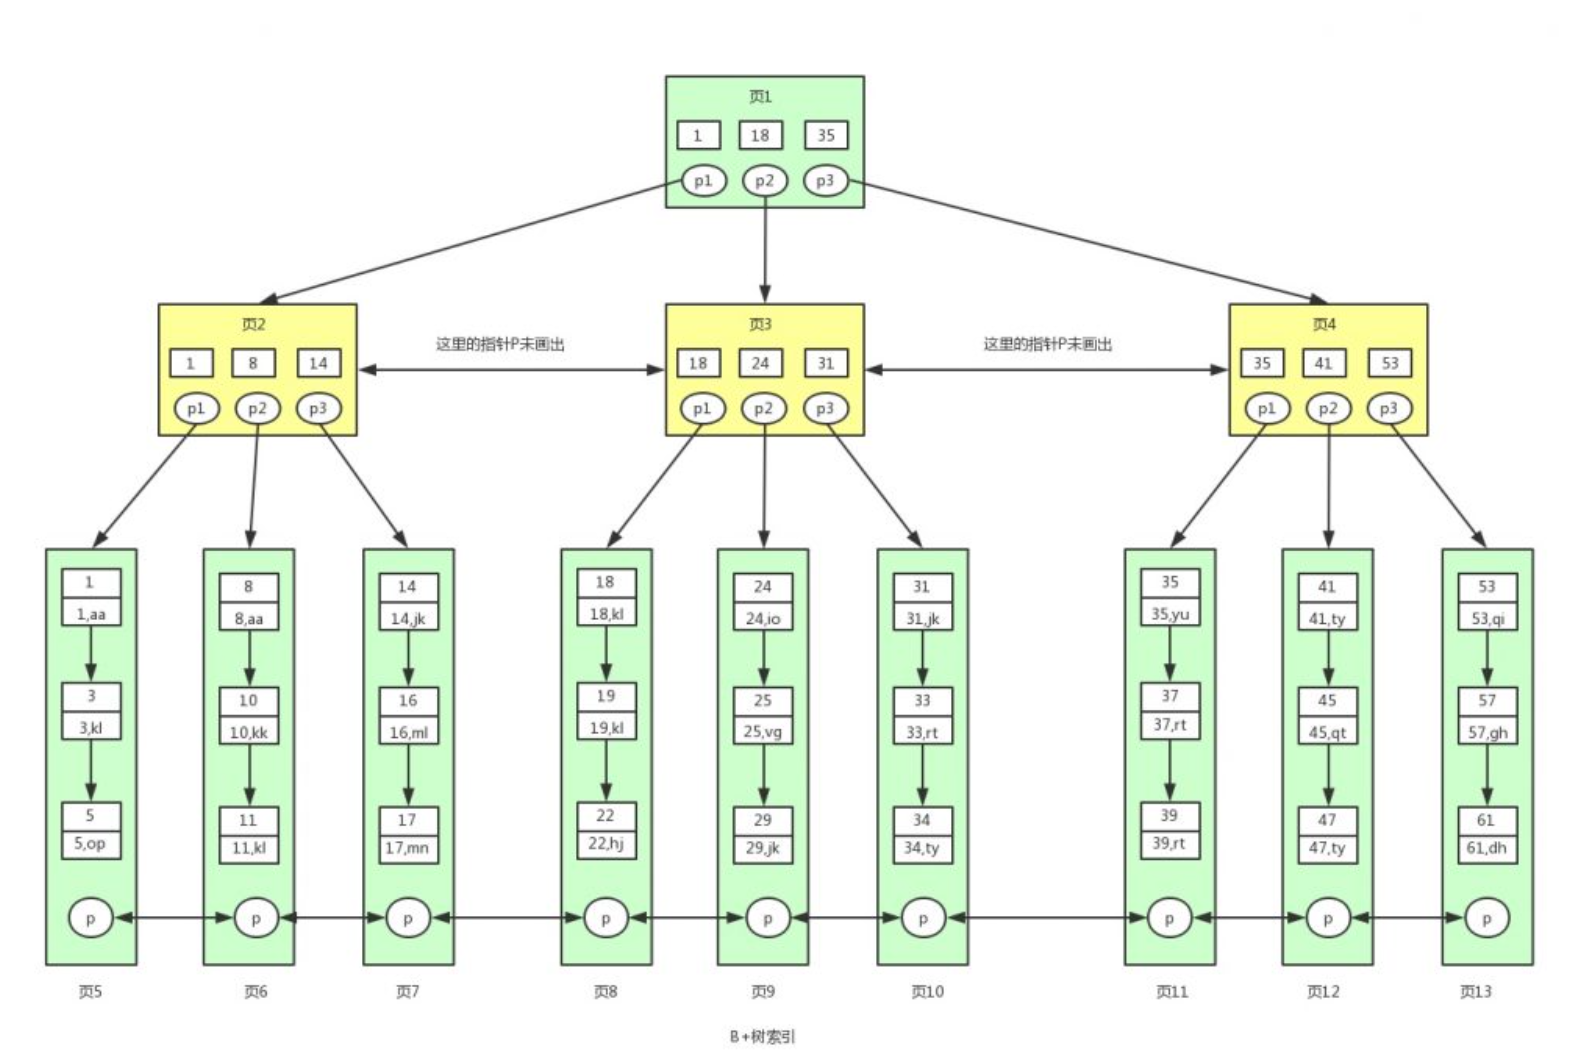 页1
1 18 35
p1 p2 p3
页2 页3 页4
这里的指针P未画出 这里的指针P未画出
1 8 14 18 24 31 35 41 53
p1 p2 p3 p1 p2 p3 p1 p2 p3
1 8 14 18 24 31 35 41 53
1,aa 8,aa 14,jk 18,kl 24,io 31,jk 35,yu 41,ty 53,qi
3 10 16 19 25 33 37 45 57
3,kl 10,kk 16,ml 19,kl 25,vg 33,rt 37,rt 45,qt 57,gh
5 11 17 22 29 34 39 47 61
5,op 11,kl 17,mn 22,hj 29,jk 34,ty 39,rt 47,ty 61,dh
p p p p p p p p p
页5 页6 页7 页8 页9 页10 页11 页12 页13
B+树索引